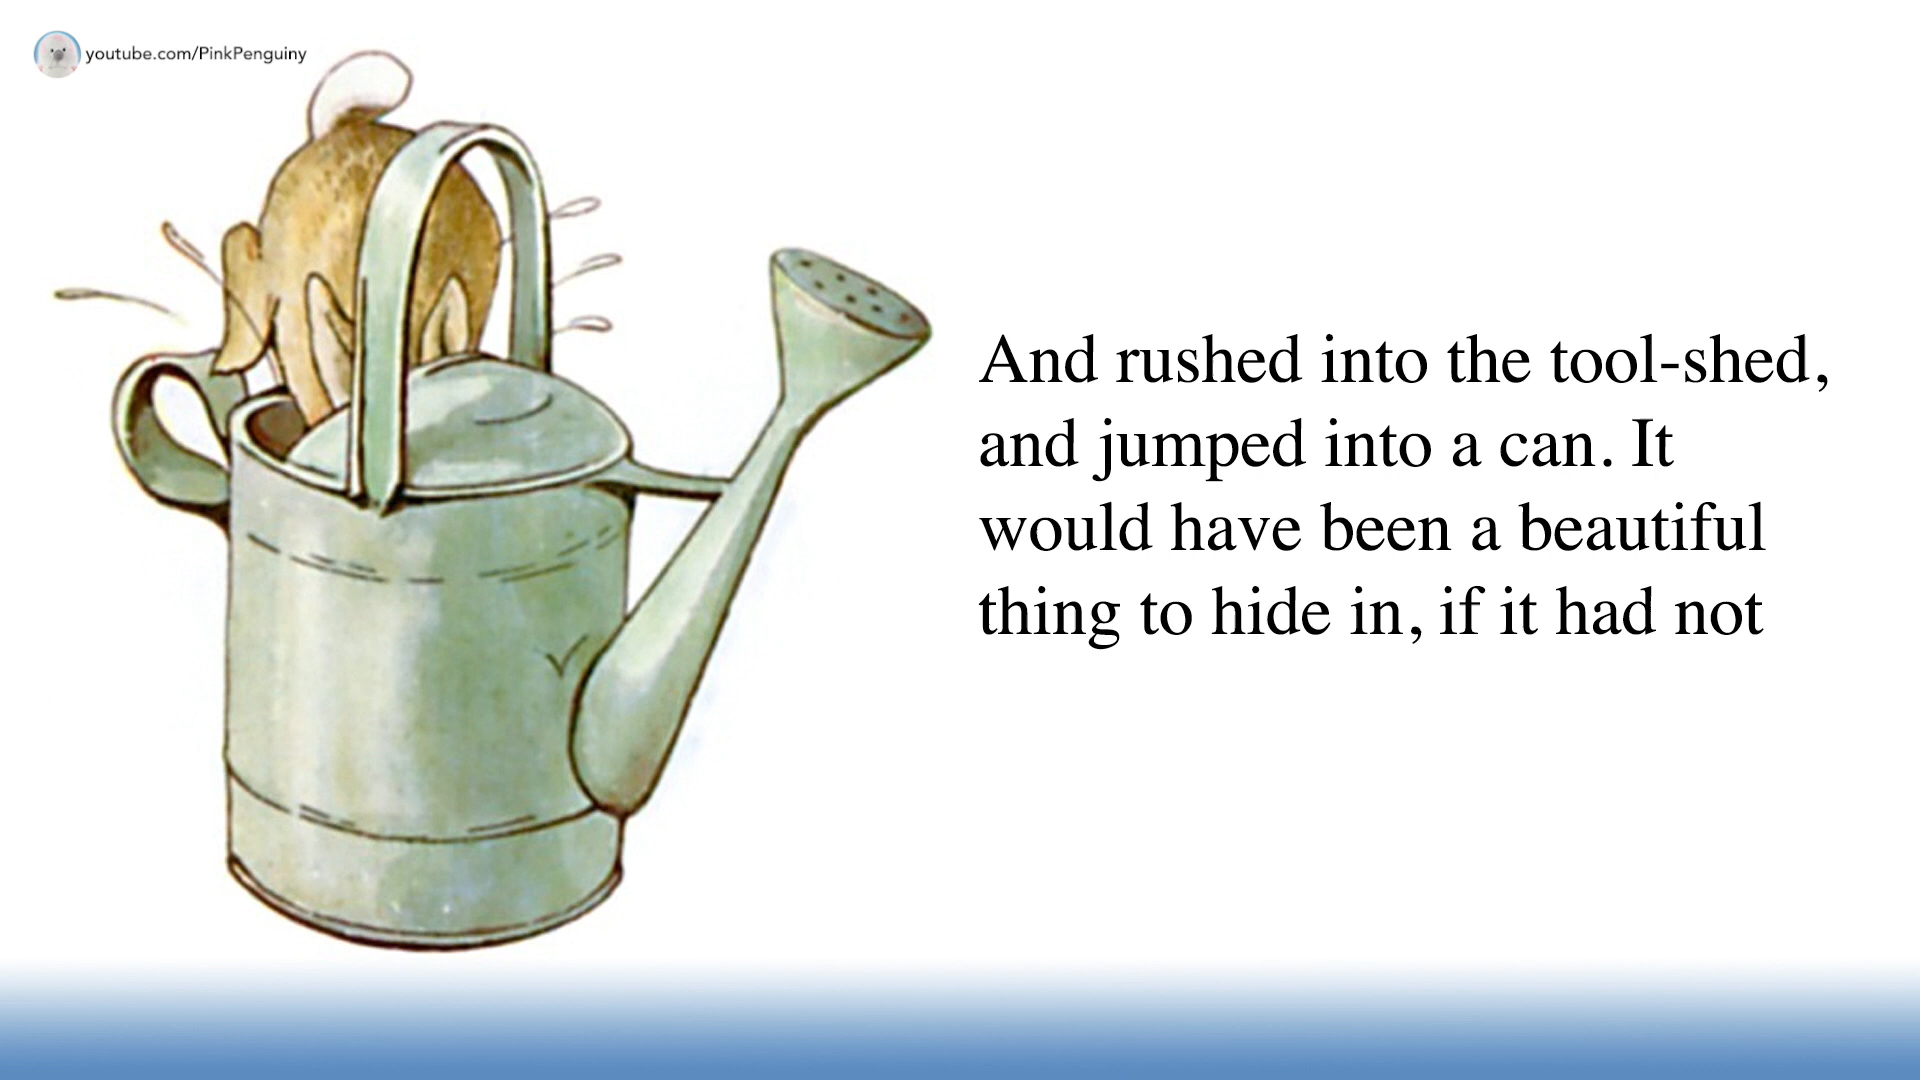 youtube.com/PinkPenguiny
And rushed into the tool-shed,
and jumped into a can. It
would have been a beautiful
thing to hide in, if it had not